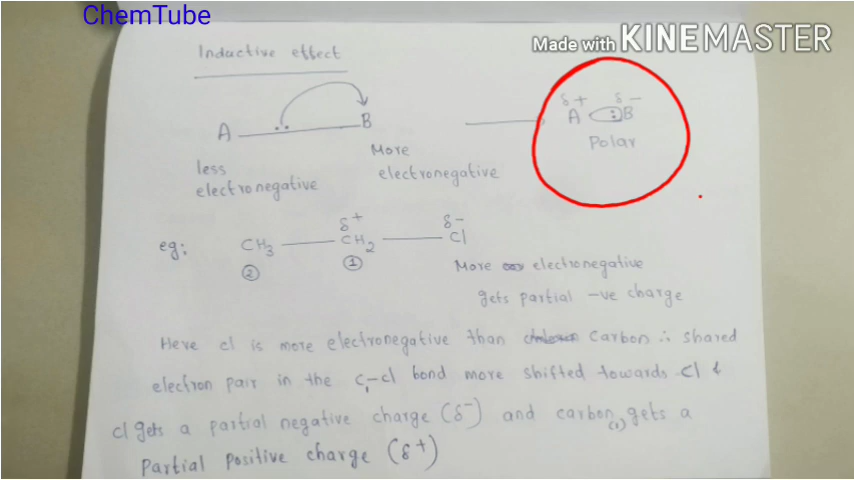 ChemTube
Made with KINEMASTER
Inductive effect
A B
less
electronegative
More
electronegative
δ+ δ-
A : B
Polar
δ+ δ-
eg: CH3 CH2 Cl
② ①
More electronegative
gets partial -ve charge
Here cl is more electronegative than carbon ∴ shared
electron pair in the C1-cl bond more shifted towards cl &
cl gets a partial negative charge (δ-) and carbon(1) gets a
Partial Positive charge (δ+)